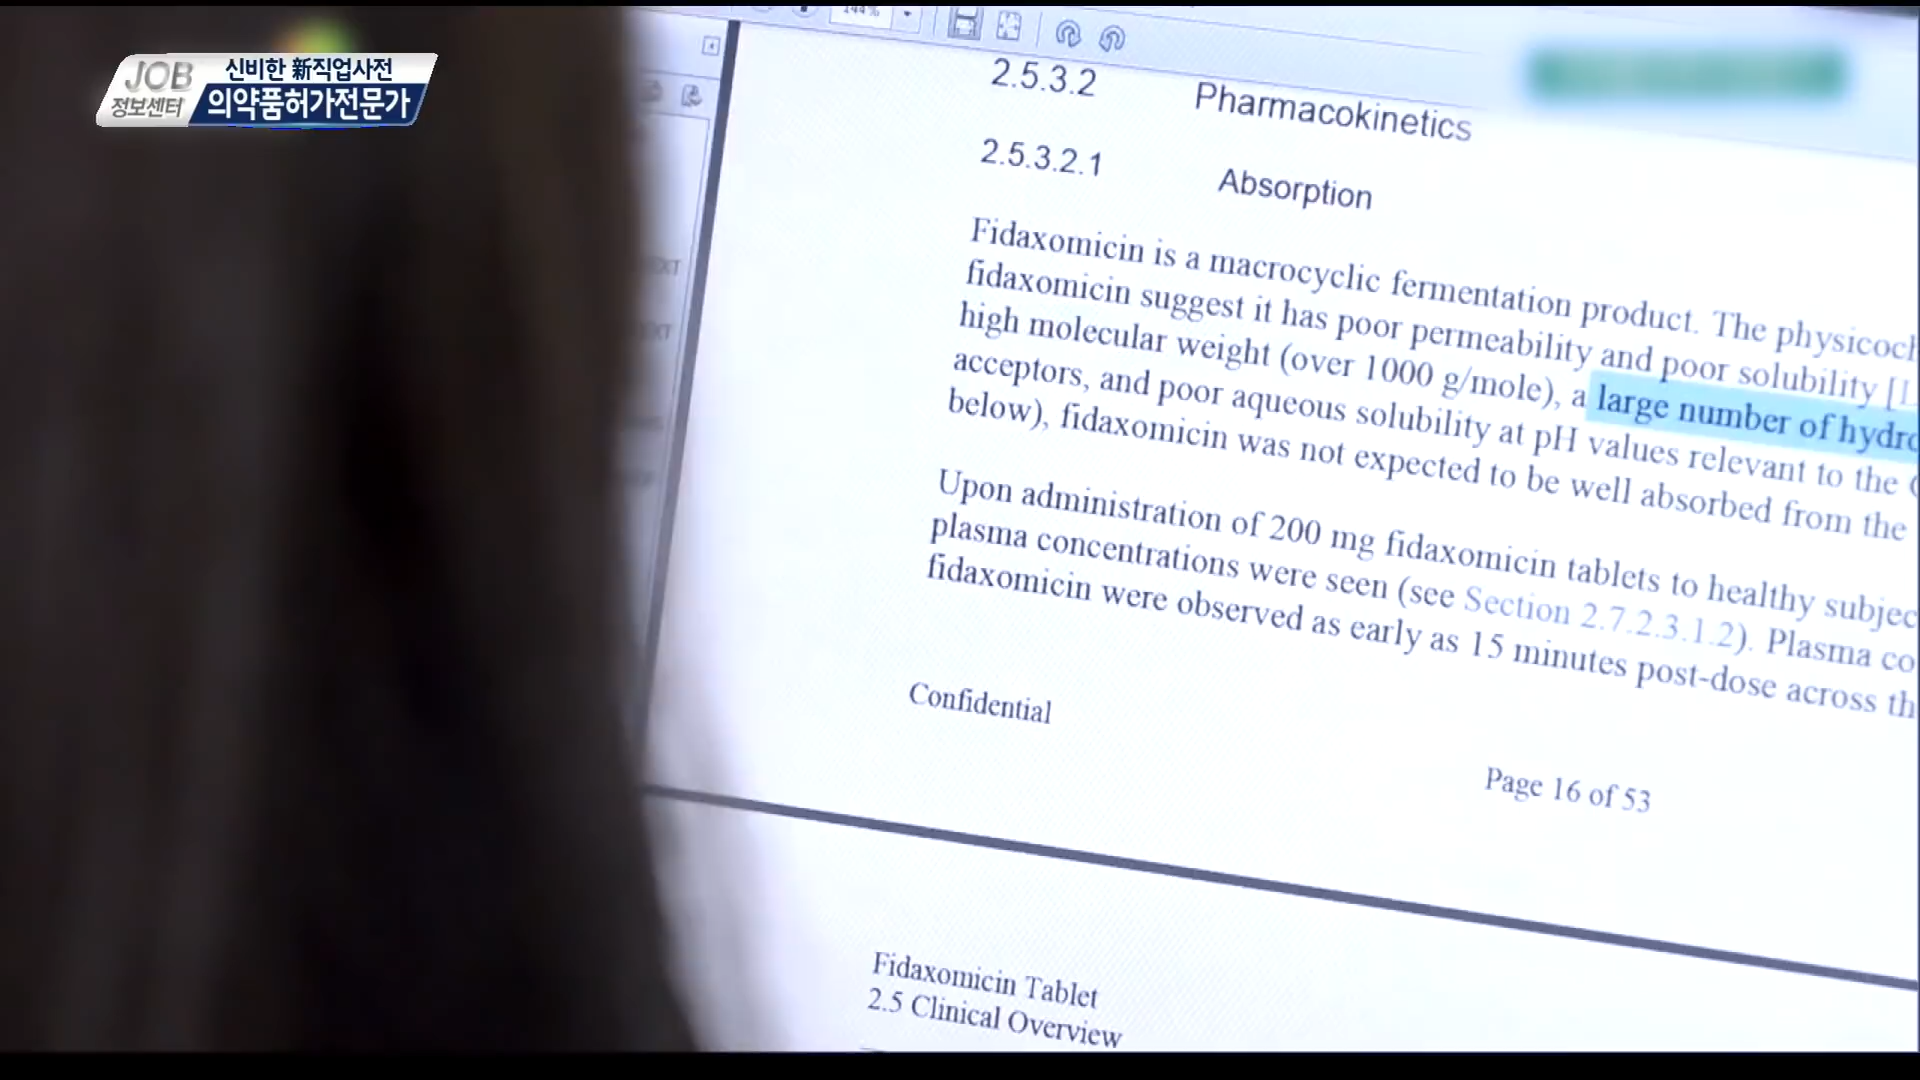 JOB
정보센터
신비한 新직업사전
의약품허가전문가
144%
2.5.3.2 Pharmacokinetics
2.5.3.2.1 Absorption
Fidaxomicin is a macrocyclic fermentation product. The physicoch
fidaxomicin suggest it has poor permeability and poor solubility [
high molecular weight (over 1000 g/mole), a large number of hydro
acceptors, and poor aqueous solubility at pH values relevant to the
below), fidaxomicin was not expected to be well absorbed from the
Upon administration of 200 mg fidaxomicin tablets to healthy subjec
plasma concentrations were seen (see Section 2.7.2.3.1.2). Plasma co
fidaxomicin were observed as early as 15 minutes post-dose across th
Confidential
Page 16 of 53
Fidaxomicin Tablet
2.5 Clinical Overview